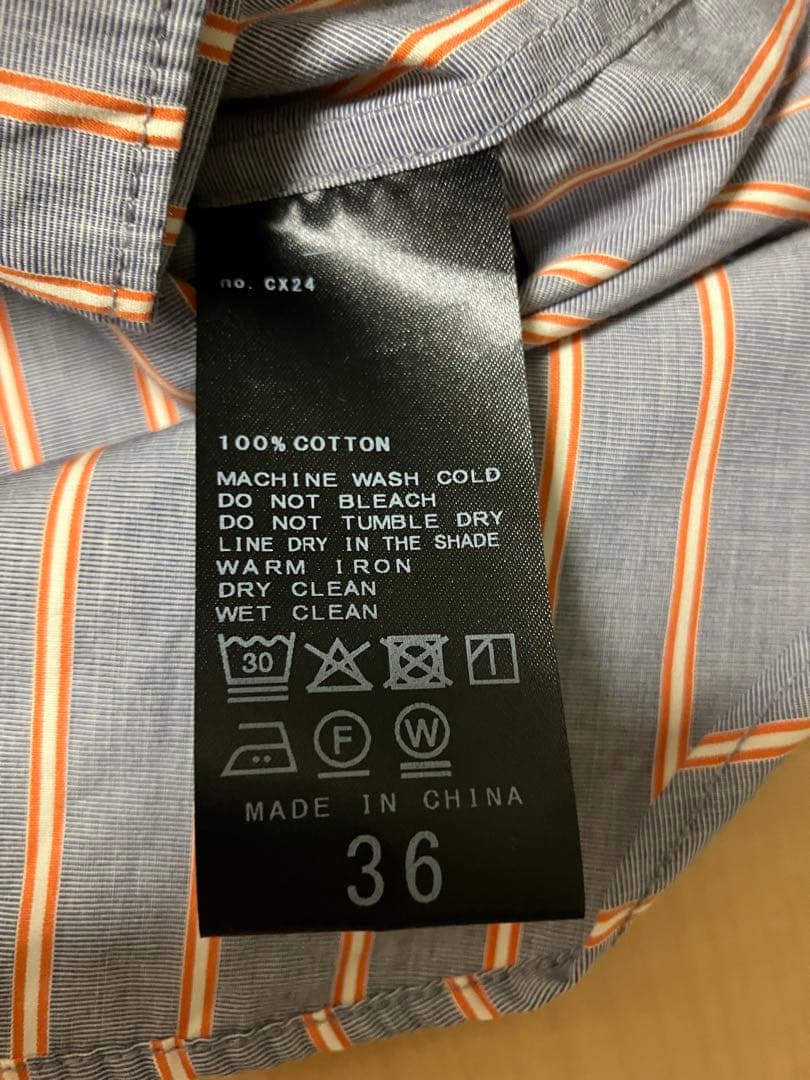 no. CX24
100% COTTON
MACHINE WASH COLD
DO NOT BLEACH
DO NOT TUMBLE DRY
LINE DRY IN THE SHADE
WARM IRON
DRY CLEAN
WET CLEAN
30
F W
MADE IN CHINA
36